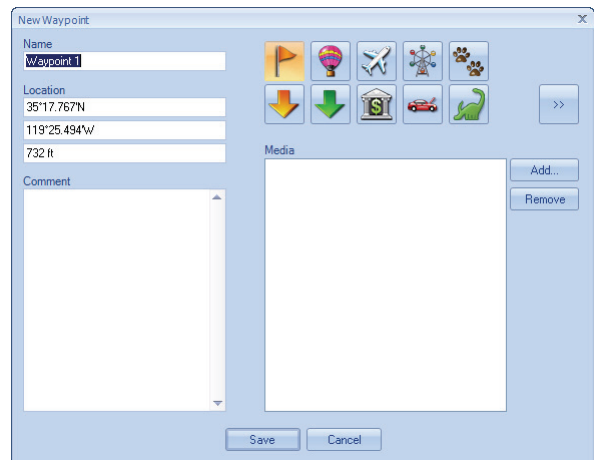 New Waypoint
X
Name
Waypoint 1
Location
35°17.767'N
119°25.494'W
732 ft
Comment
$
>>
Media
Add...
Remove
Save
Cancel